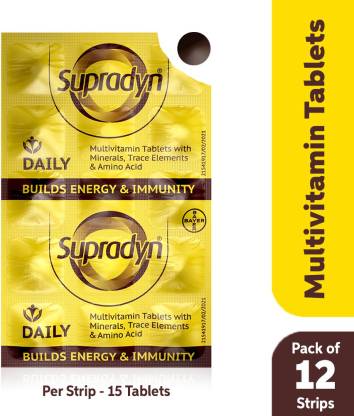 Supradyn®
DAILY
Multivitamin Tablets with
Minerals, Trace Elements
& Amino Acid
BUILDS ENERGY & IMMUNITY
BAYER
Supradyn®
DAILY
Multivitamin Tablets with
Minerals, Trace Elements
& Amino Acid
BUILDS ENERGY & IMMUNITY
Per Strip - 15 Tablets
Multivitamin Tablets
Pack of
12
Strips